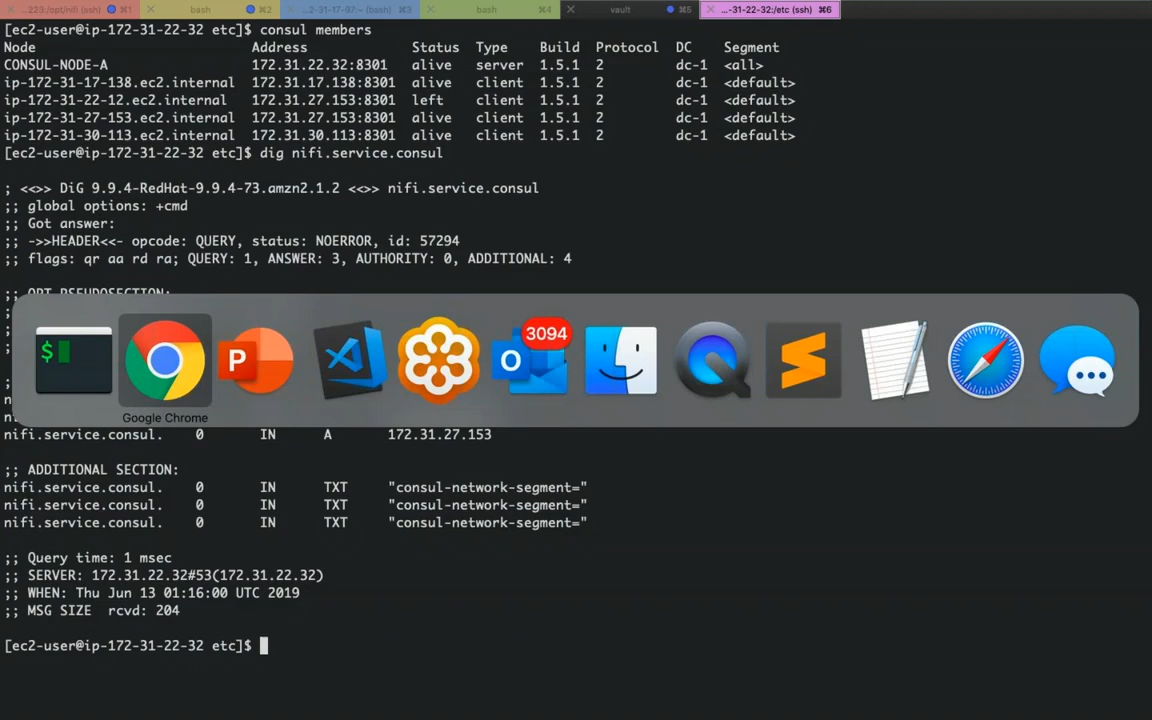 ...223:/opt/nifi (ssh) ⌘1 bash ⌘2 ...2-31-17-97:~ (bash) ⌘3 bash ⌘4 vault ⌘5 ...-31-22-32:/etc (ssh) ⌘6
[ec2-user@ip-172-31-22-32 etc]$ consul members
Node Address Status Type Build Protocol DC Segment
CONSUL-NODE-A 172.31.22.32:8301 alive server 1.5.1 2 dc-1 <all>
ip-172-31-17-138.ec2.internal 172.31.17.138:8301 alive client 1.5.1 2 dc-1 <default>
ip-172-31-22-12.ec2.internal 172.31.27.153:8301 left client 1.5.1 2 dc-1 <default>
ip-172-31-27-153.ec2.internal 172.31.27.153:8301 alive client 1.5.1 2 dc-1 <default>
ip-172-31-30-113.ec2.internal 172.31.30.113:8301 alive client 1.5.1 2 dc-1 <default>
[ec2-user@ip-172-31-22-32 etc]$ dig nifi.service.consul
; <<>> DiG 9.9.4-RedHat-9.9.4-73.amzn2.1.2 <<>> nifi.service.consul
;; global options: +cmd
;; Got answer:
;; ->>HEADER<<- opcode: QUERY, status: NOERROR, id: 57294
;; flags: qr aa rd ra; QUERY: 1, ANSWER: 3, AUTHORITY: 0, ADDITIONAL: 4
;; OPT PSEUDOSECTION:
3094
Google Chrome
nifi.service.consul. 0 IN A 172.31.27.153
;; ADDITIONAL SECTION:
nifi.service.consul. 0 IN TXT "consul-network-segment="
nifi.service.consul. 0 IN TXT "consul-network-segment="
nifi.service.consul. 0 IN TXT "consul-network-segment="
;; Query time: 1 msec
;; SERVER: 172.31.22.32#53(172.31.22.32)
;; WHEN: Thu Jun 13 01:16:00 UTC 2019
;; MSG SIZE rcvd: 204
[ec2-user@ip-172-31-22-32 etc]$